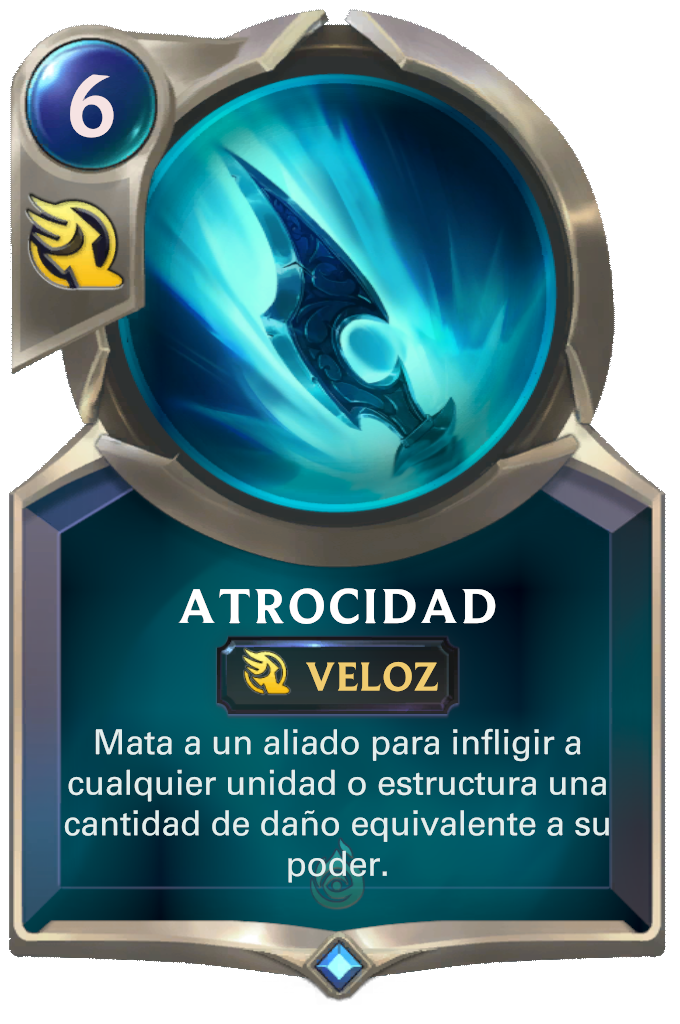 6
ATROCIDAD
VELOZ
Mata a un aliado para infligir a
cualquier unidad o estructura una
cantidad de daño equivalente a su
poder.